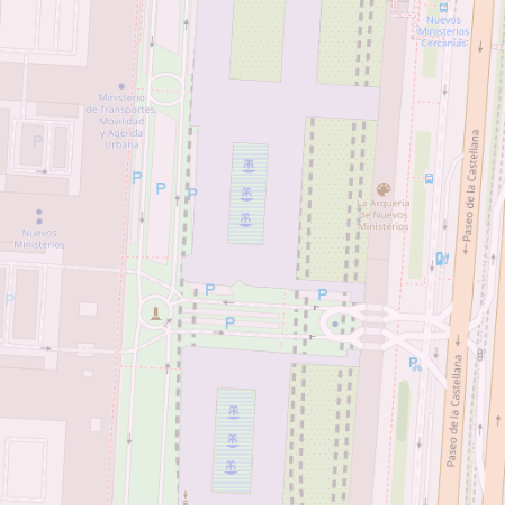 Nuevos
Ministerios
Cercanías
Ministerio
de Transportes,
Movilidad
y Agenda
Urbana
P
P
P
P
La Arquería
de Nuevos
Ministerios
Paseo de la Castellana
Nuevos
Ministerios
P
P
P
P
P
Paseo de la Castellana